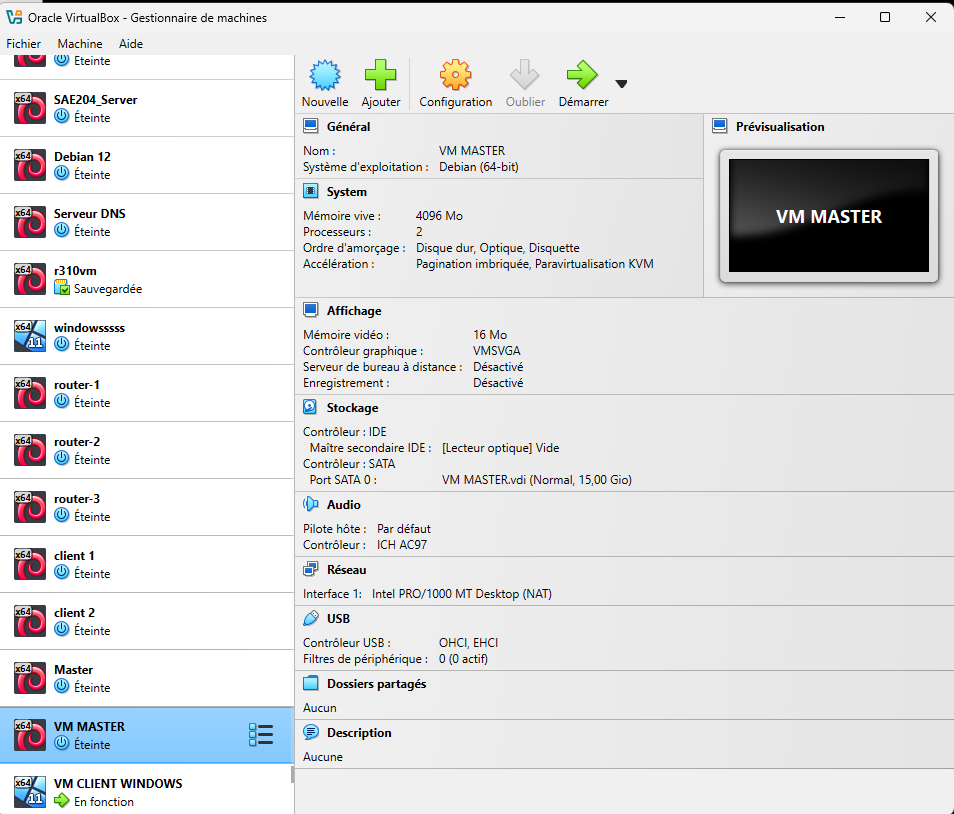 Oracle VirtualBox - Gestionnaire de machines
Fichier Machine Aide
x64 Éteinte
x64 SAE204_Server
Éteinte
x64 Debian 12
Éteinte
x64 Serveur DNS
Éteinte
x64 r310vm
Sauvegardée
x64 11 windowsssss
Éteinte
x64 router-1
Éteinte
x64 router-2
Éteinte
x64 router-3
Éteinte
x64 client 1
Éteinte
x64 client 2
Éteinte
x64 Master
Éteinte
x64 VM MASTER
Éteinte
x64 11 VM CLIENT WINDOWS
En fonction
Nouvelle Ajouter Configuration Oublier Démarrer
Général
Nom : VM MASTER
Système d'exploitation : Debian (64-bit)
System
Mémoire vive : 4096 Mo
Processeurs : 2
Ordre d'amorçage : Disque dur, Optique, Disquette
Accélération : Pagination imbriquée, Paravirtualisation KVM
Prévisualisation
VM MASTER
Affichage
Mémoire vidéo : 16 Mo
Contrôleur graphique : VMSVGA
Serveur de bureau à distance : Désactivé
Enregistrement : Désactivé
Stockage
Contrôleur : IDE
Maître secondaire IDE : [Lecteur optique] Vide
Contrôleur : SATA
Port SATA 0 : VM MASTER.vdi (Normal, 15,00 Gio)
Audio
Pilote hôte : Par défaut
Contrôleur : ICH AC97
Réseau
Interface 1: Intel PRO/1000 MT Desktop (NAT)
USB
Contrôleur USB : OHCI, EHCI
Filtres de périphérique : 0 (0 actif)
Dossiers partagés
Aucun
Description
Aucune